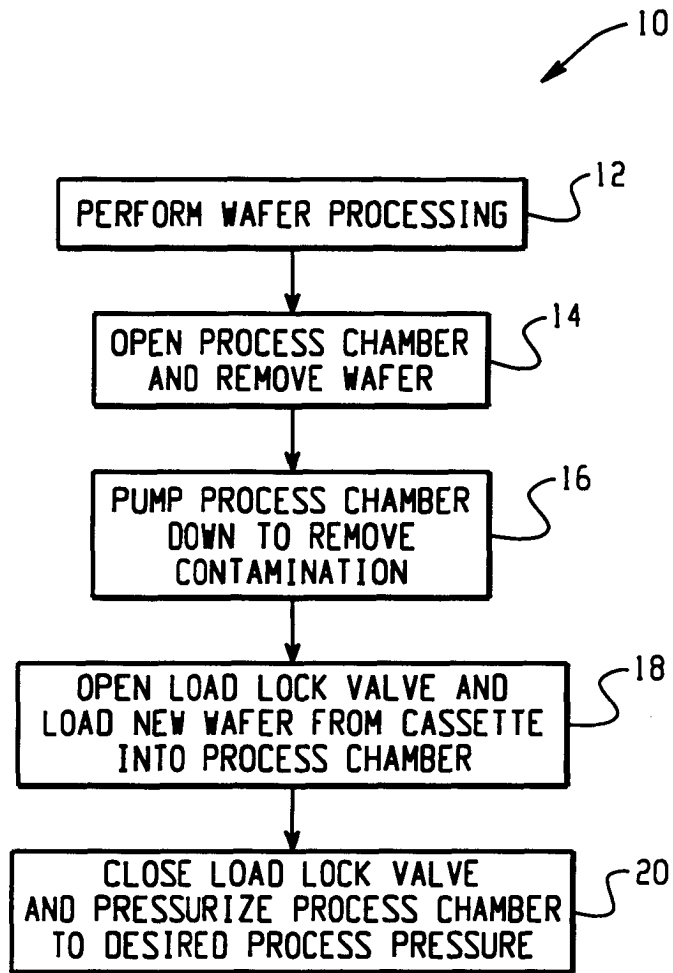 10
12
PERFORM WAFER PROCESSING
14
OPEN PROCESS CHAMBER
AND REMOVE WAFER
16
PUMP PROCESS CHAMBER
DOWN TO REMOVE
CONTAMINATION
18
OPEN LOAD LOCK VALVE AND
LOAD NEW WAFER FROM CASSETTE
INTO PROCESS CHAMBER
20
CLOSE LOAD LOCK VALVE
AND PRESSURIZE PROCESS CHAMBER
TO DESIRED PROCESS PRESSURE